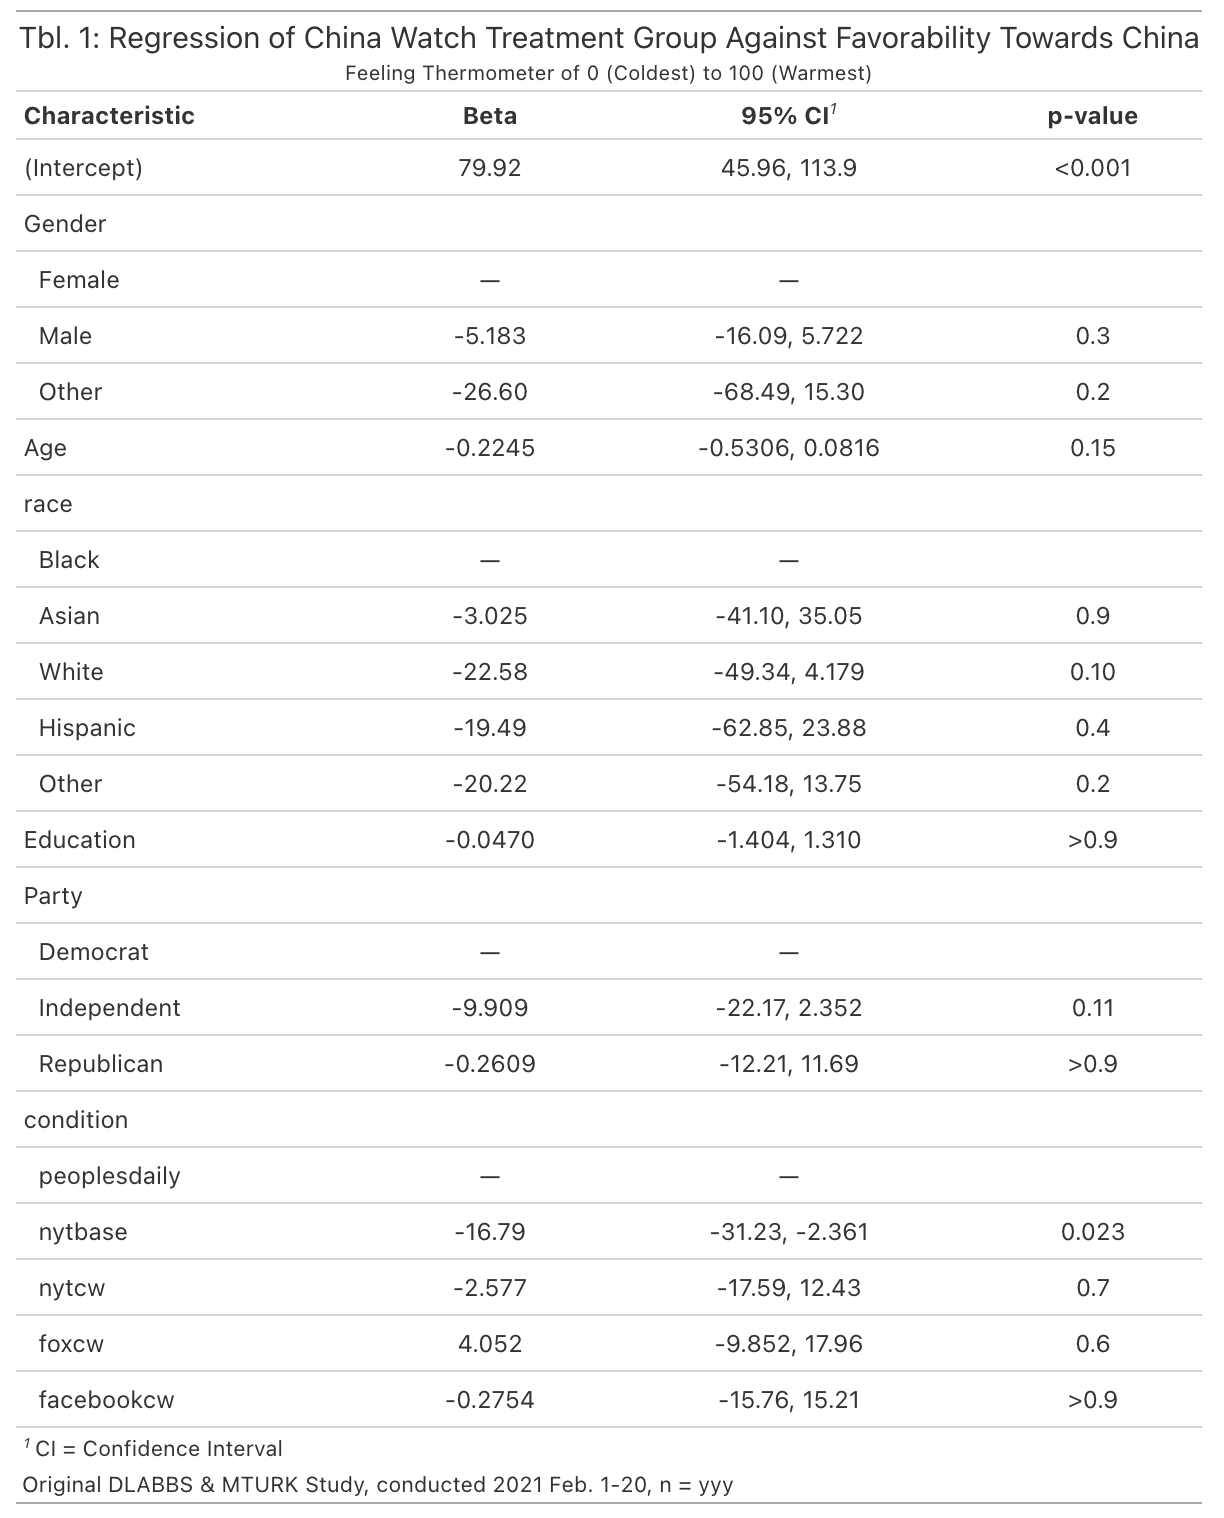 Tbl. 1: Regression of China Watch Treatment Group Against Favorability Towards China
Feeling Thermometer of 0 (Coldest) to 100 (Warmest)
Characteristic Beta 95% CI1 p-value
(Intercept) 79.92 45.96, 113.9 <0.001
Gender
Female — —
Male -5.183 -16.09, 5.722 0.3
Other -26.60 -68.49, 15.30 0.2
Age -0.2245 -0.5306, 0.0816 0.15
race
Black — —
Asian -3.025 -41.10, 35.05 0.9
White -22.58 -49.34, 4.179 0.10
Hispanic -19.49 -62.85, 23.88 0.4
Other -20.22 -54.18, 13.75 0.2
Education -0.0470 -1.404, 1.310 >0.9
Party
Democrat — —
Independent -9.909 -22.17, 2.352 0.11
Republican -0.2609 -12.21, 11.69 >0.9
condition
peoplesdaily — —
nytbase -16.79 -31.23, -2.361 0.023
nytcw -2.577 -17.59, 12.43 0.7
foxcw 4.052 -9.852, 17.96 0.6
facebookcw -0.2754 -15.76, 15.21 >0.9
1 CI = Confidence Interval
Original DLABBS & MTURK Study, conducted 2021 Feb. 1-20, n = yyy